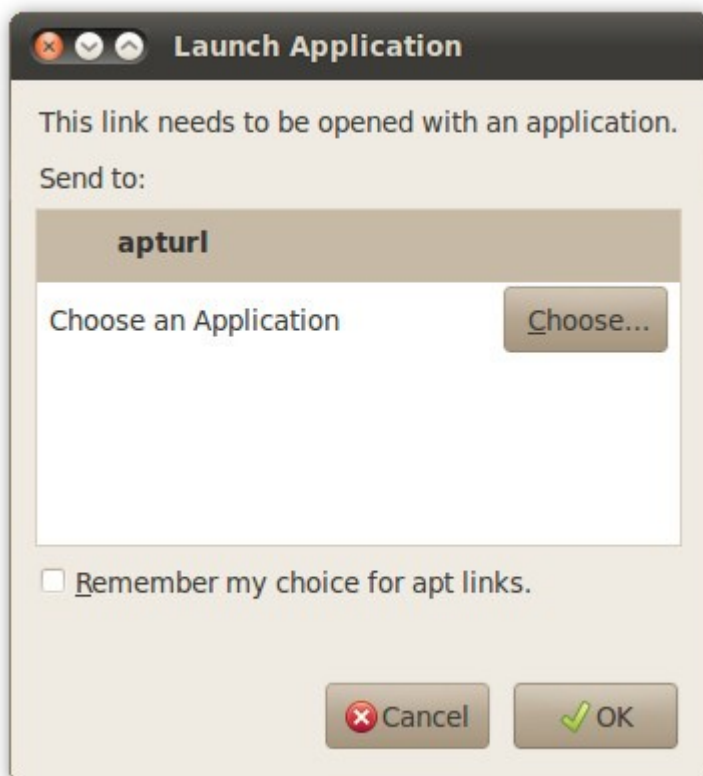 Launch Application
This link needs to be opened with an application.
Send to:
apturl
Choose an Application Choose...
Remember my choice for apt links.
Cancel OK